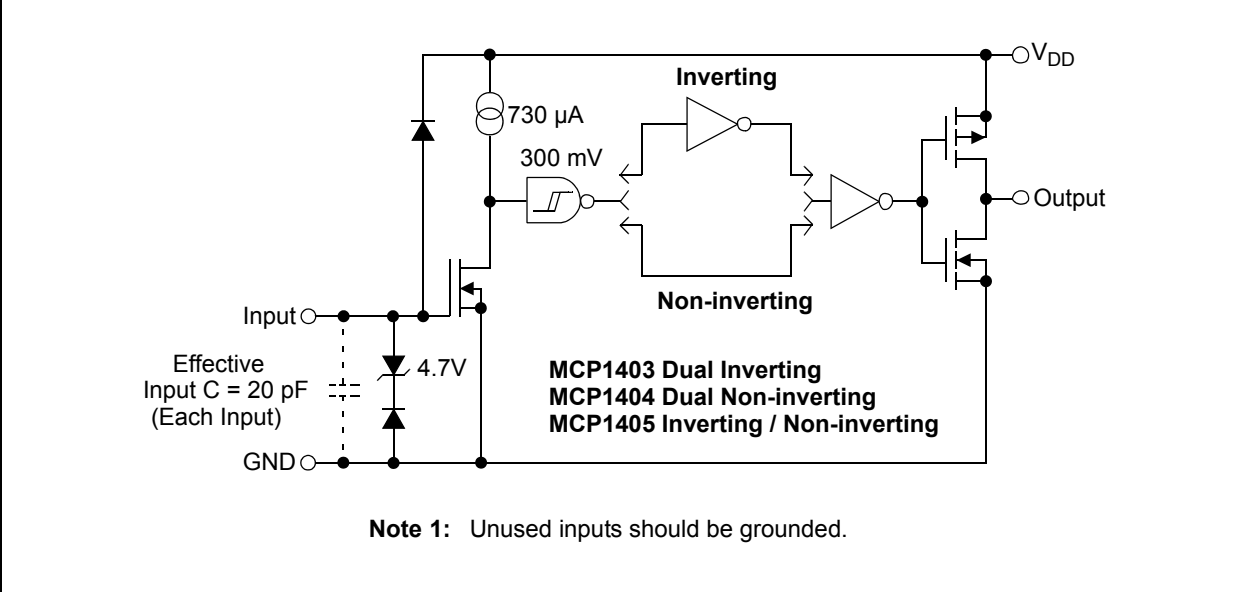 V_DD
Inverting
730 µA
300 mV
Output
Non-inverting
Input
Effective
Input C = 20 pF
(Each Input)
4.7V
MCP1403 Dual Inverting
MCP1404 Dual Non-inverting
MCP1405 Inverting / Non-inverting
GND
Note 1: Unused inputs should be grounded.